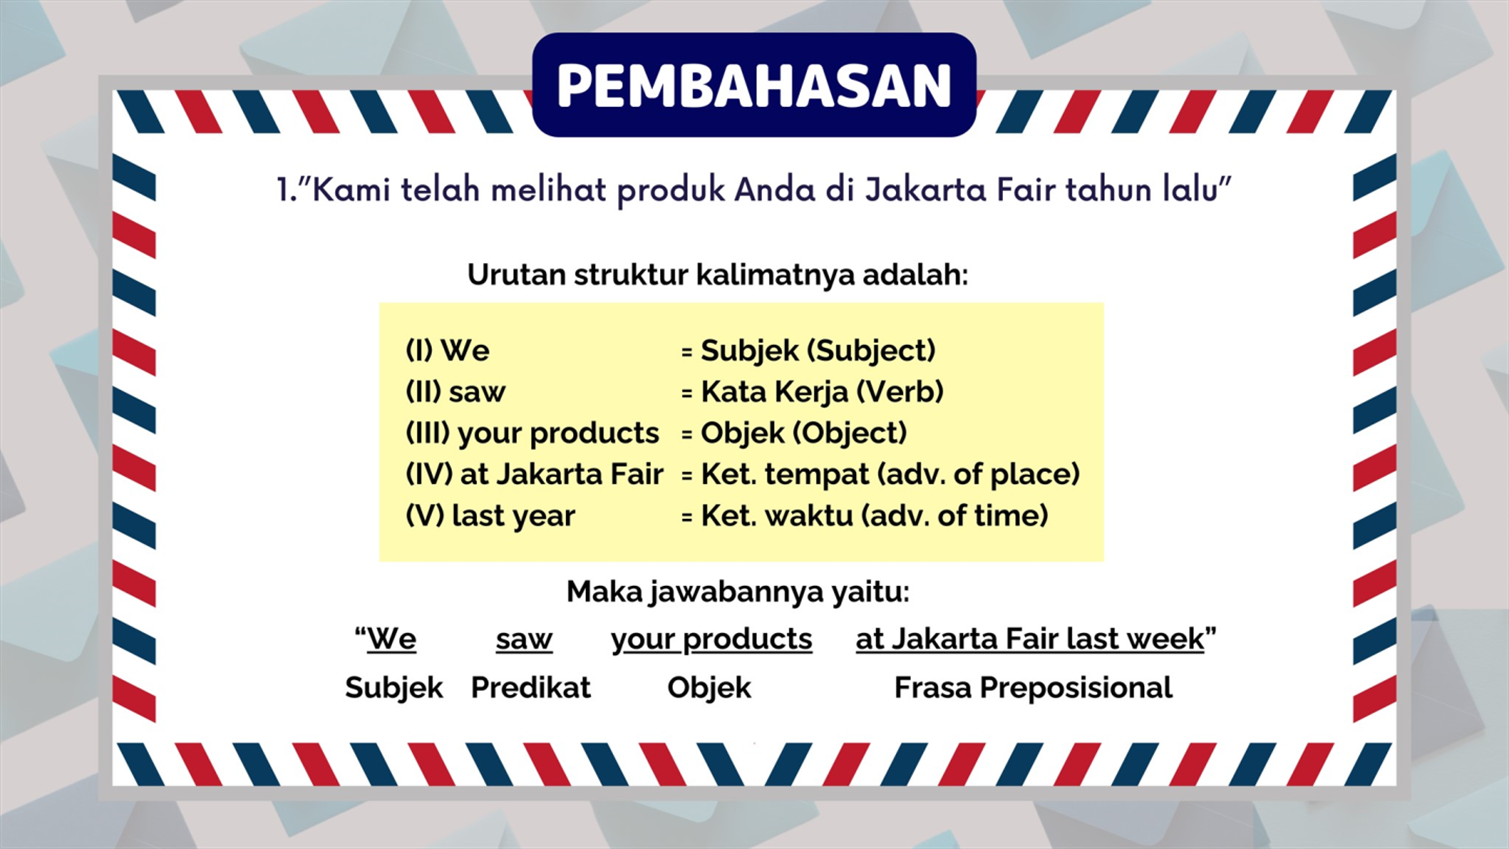 PEMBAHASAN
1.”Kami telah melihat produk Anda di Jakarta Fair tahun lalu”
Urutan struktur kalimatnya adalah:
(I) We = Subjek (Subject)
(II) saw = Kata Kerja (Verb)
(III) your products = Objek (Object)
(IV) at Jakarta Fair = Ket. tempat (adv. of place)
(V) last year = Ket. waktu (adv. of time)
Maka jawabannya yaitu:
“We saw your products at Jakarta Fair last week”
Subjek Predikat Objek Frasa Preposisional